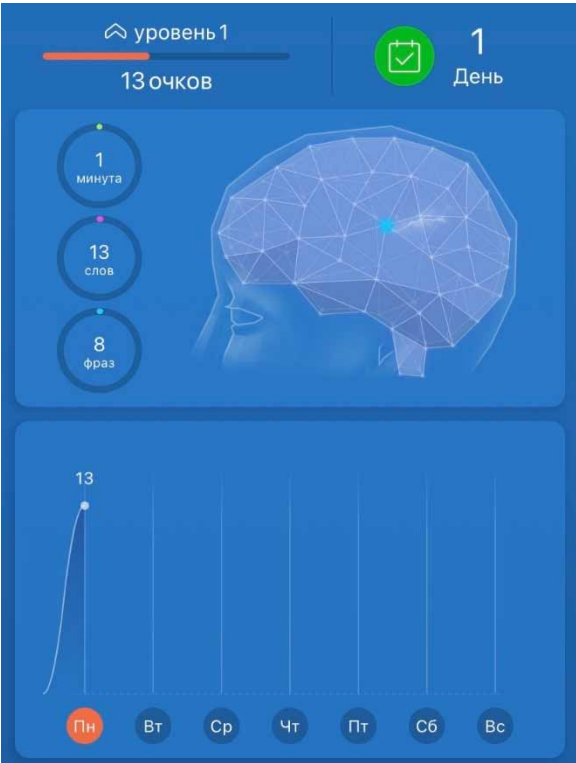 уровень 1
13 очков
1
День
1
минута
13
слов
8
фраз
13
Пн Вт Ср Чт Пт Сб Вс